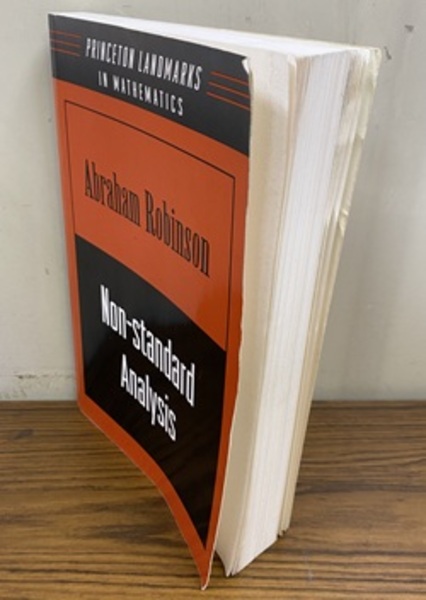 PRINCETON LANDMARKS
IN MATHEMATICS
Abraham Robinson
Non-standard
Analysis